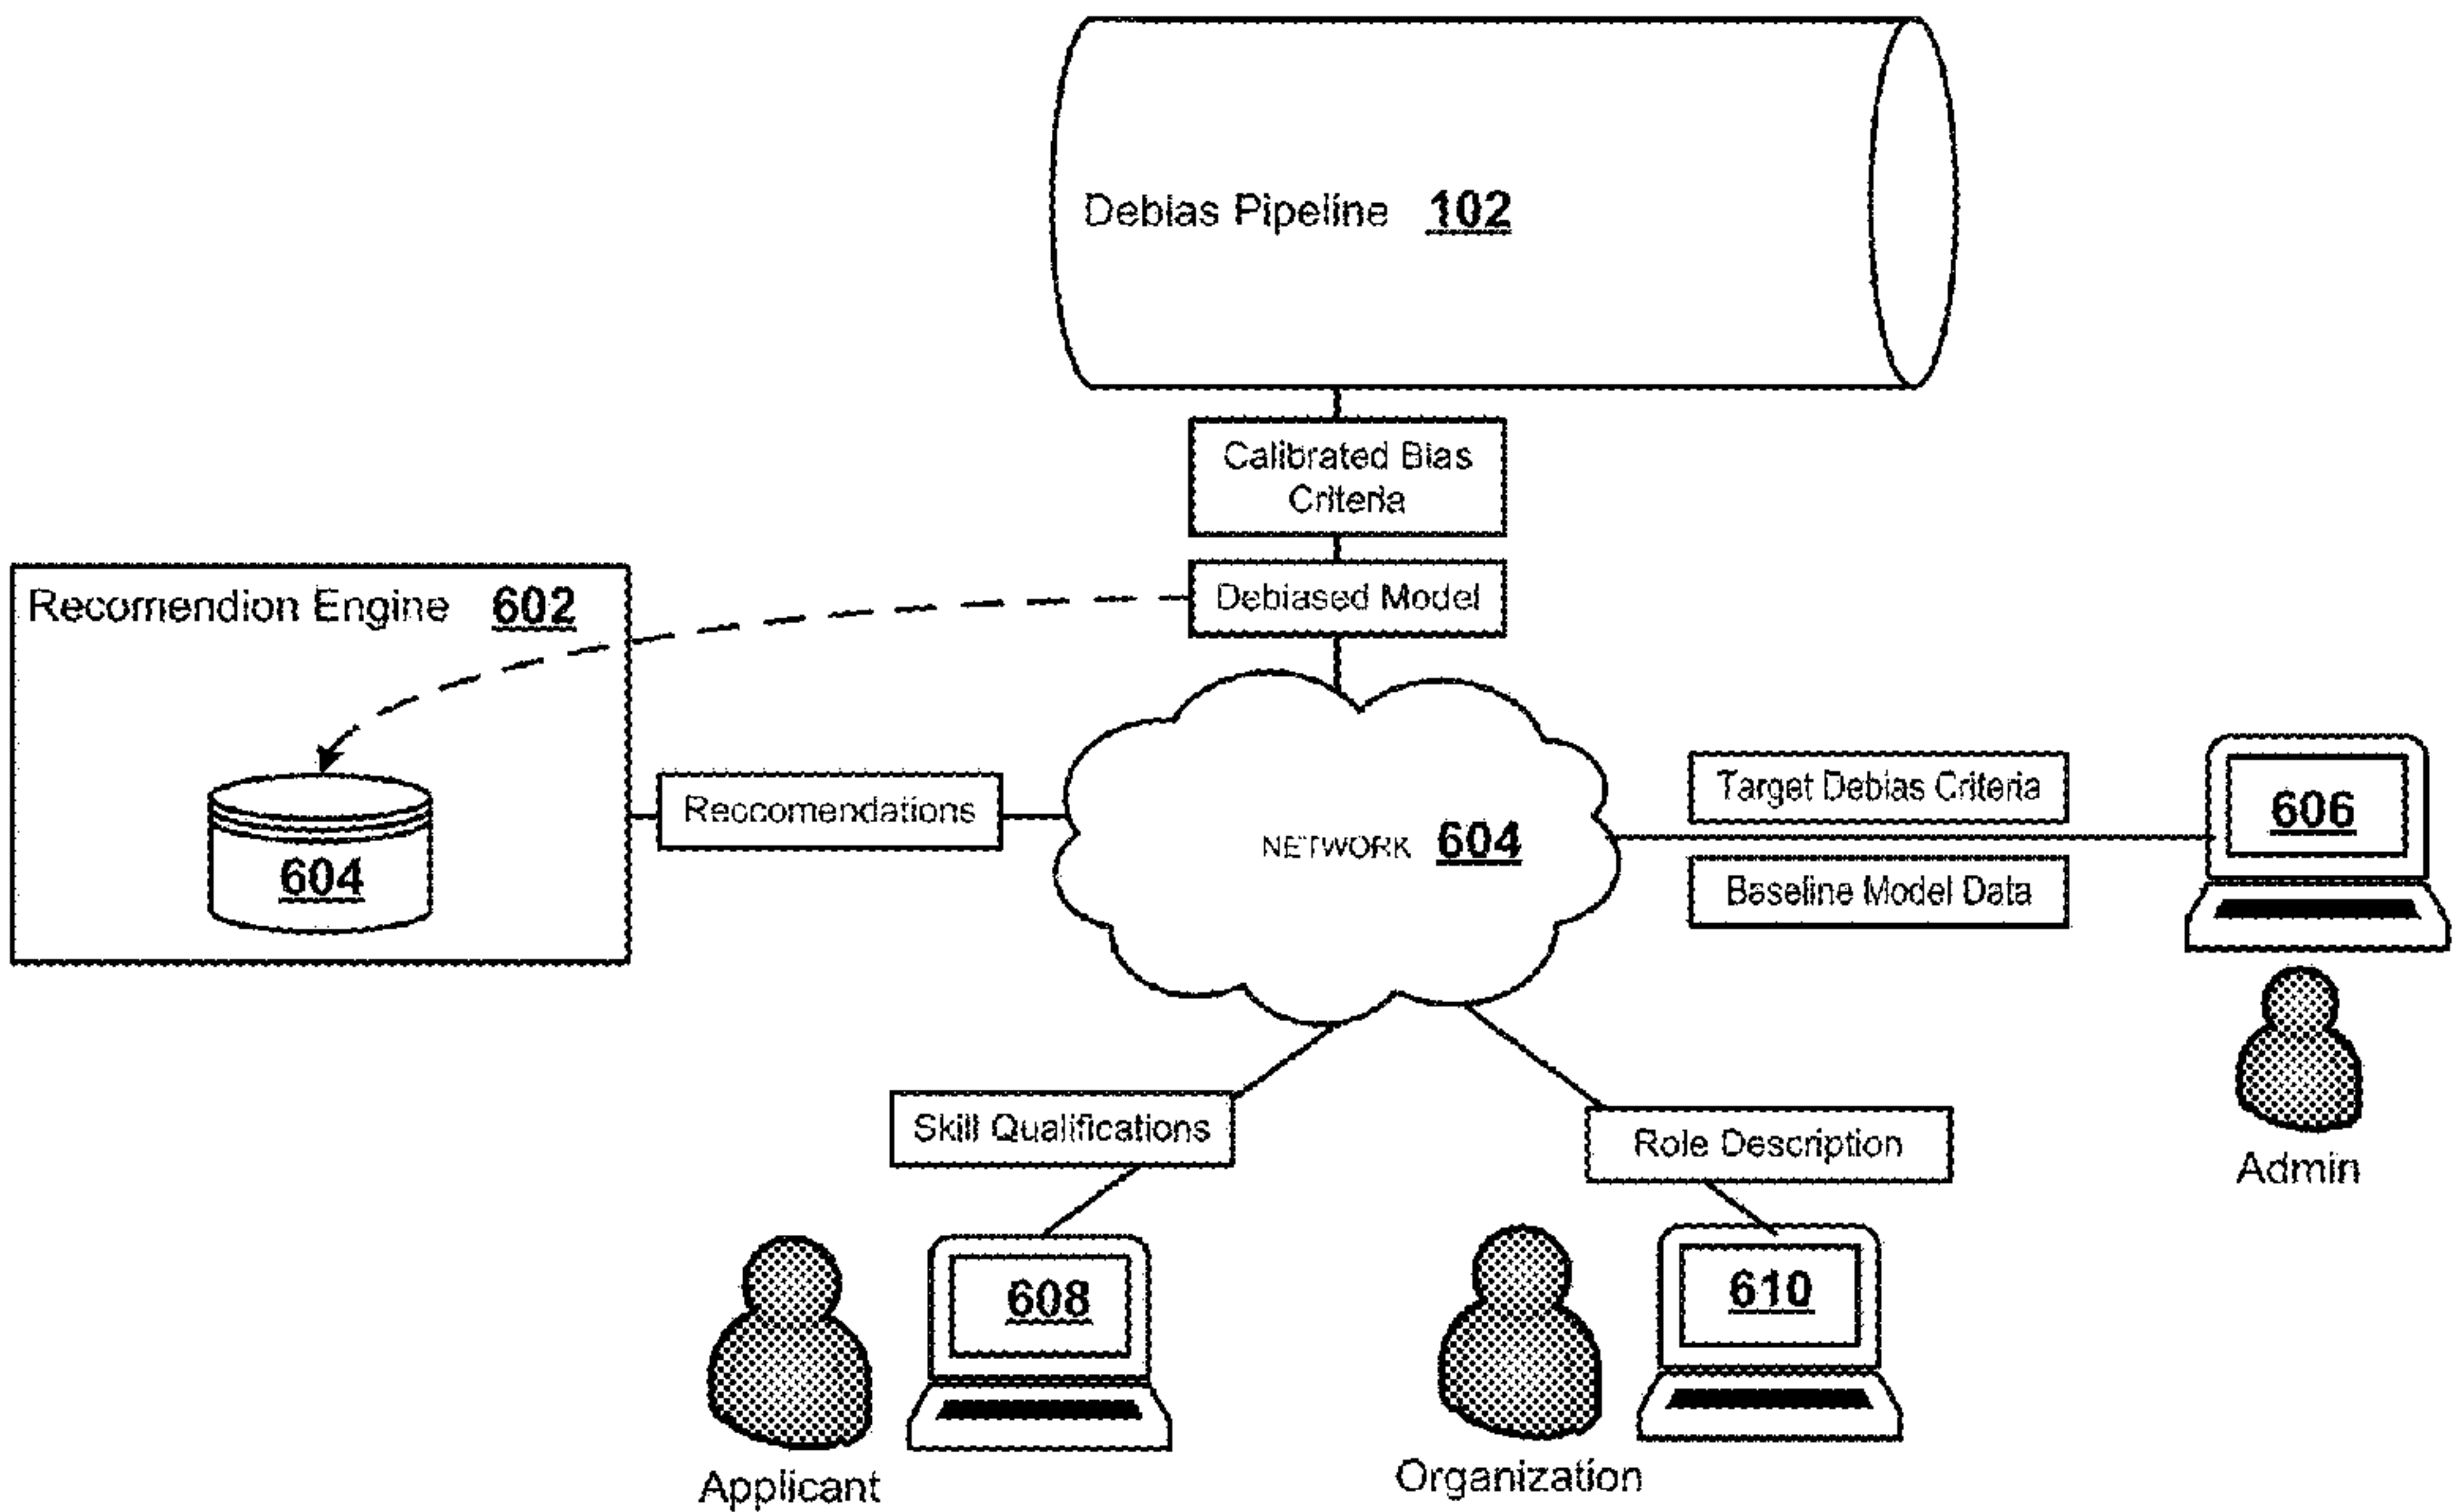 Debias Pipeline 102
Calibrated Bias
Criteria
Debiased Model
Recomendion Engine 602
604
Reccomendations
NETWORK 604
Target Debias Criteria
Baseline Model Data
606
Admin
Skill Qualifications
Role Description
608
610
Applicant
Organization